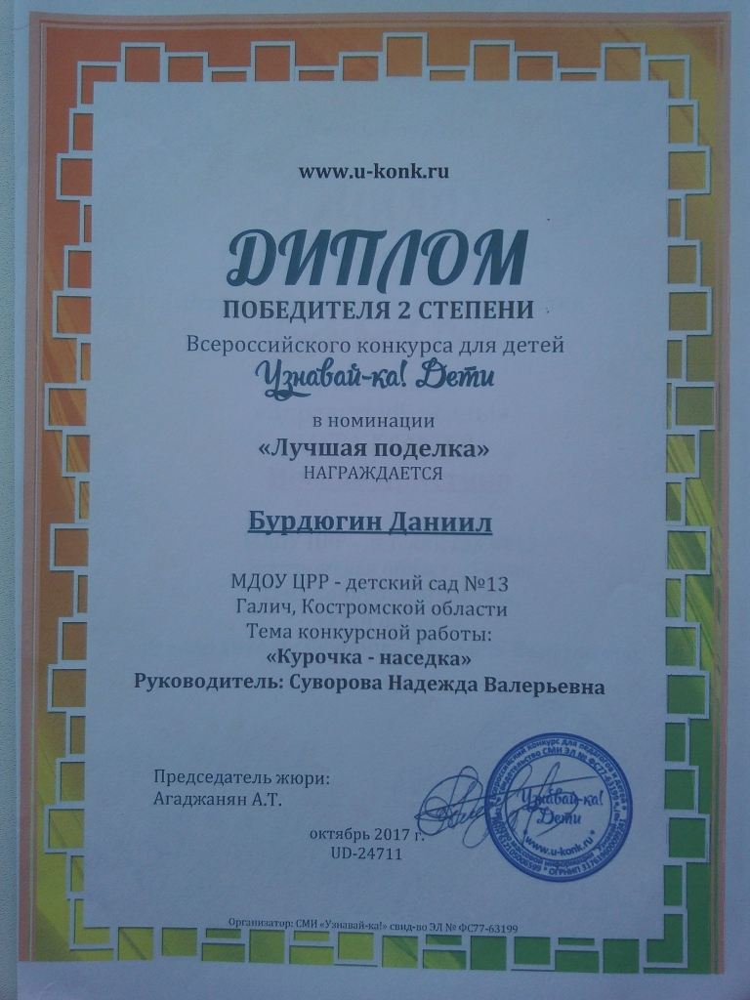 www.u-konk.ru
ДИПЛОМ
ПОБЕДИТЕЛЯ 2 СТЕПЕНИ
Всероссийского конкурса для детей
Узнавай-ка! Дети
в номинации
«Лучшая поделка»
НАГРАЖДАЕТСЯ
Бурдюгин Даниил
МДОУ ЦРР - детский сад №13
Галич, Костромской области
Тема конкурсной работы:
«Курочка - наседка»
Руководитель: Суворова Надежда Валерьевна
Председатель жюри:
Агаджанян А.Т.
октябрь 2017 г.
UD-24711
Узнавай-ка!
Дети
www.u-konk.ru
Организатор: СМИ «Узнавай-ка!» свид-во ЭЛ № ФС77-63199